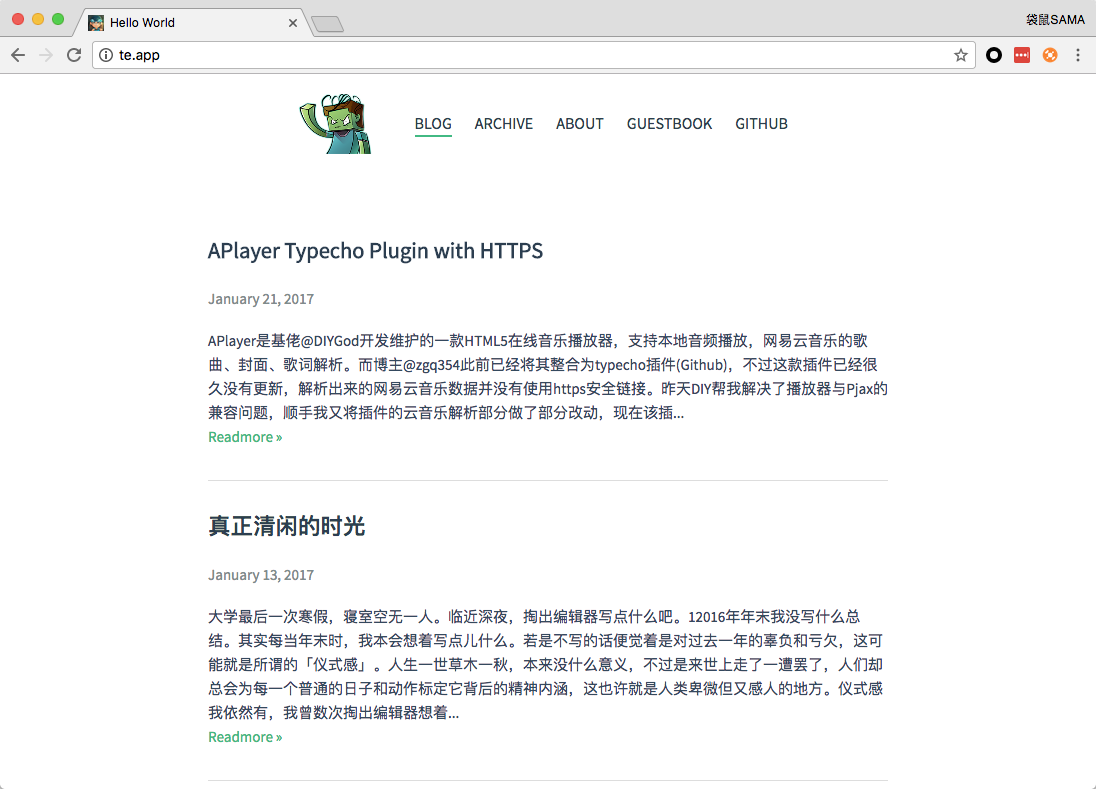 Hello World
袋鼠SAMA
te.app
BLOG ARCHIVE ABOUT GUESTBOOK GITHUB
APlayer Typecho Plugin with HTTPS
January 21, 2017
APlayer是基佬@DIYGod开发维护的一款HTML5在线音乐播放器，支持本地音频播放，网易云音乐的歌
曲、封面、歌词解析。而博主@zgq354此前已经将其整合为typecho插件(Github)，不过这款插件已经很
久没有更新，解析出来的网易云音乐数据并没有使用https安全链接。昨天DIY帮我解决了播放器与Pjax的
兼容问题，顺手我又将插件的云音乐解析部分做了部分改动，现在该插...
Readmore »
真正清闲的时光
January 13, 2017
大学最后一次寒假，寝室空无一人。临近深夜，掏出编辑器写点什么吧。12016年年末我没写什么总
结。其实每当年末时，我本会想着写点儿什么。若是不写的话便觉着是对过去一年的辜负和亏欠，这可
能就是所谓的「仪式感」。人生一世草木一秋，本来没什么意义，不过是来世上走了一遭罢了，人们却
总会为每一个普通的日子和动作标定它背后的精神内涵，这也许就是人类卑微但又感人的地方。仪式感
我依然有，我曾数次掏出编辑器想着...
Readmore »